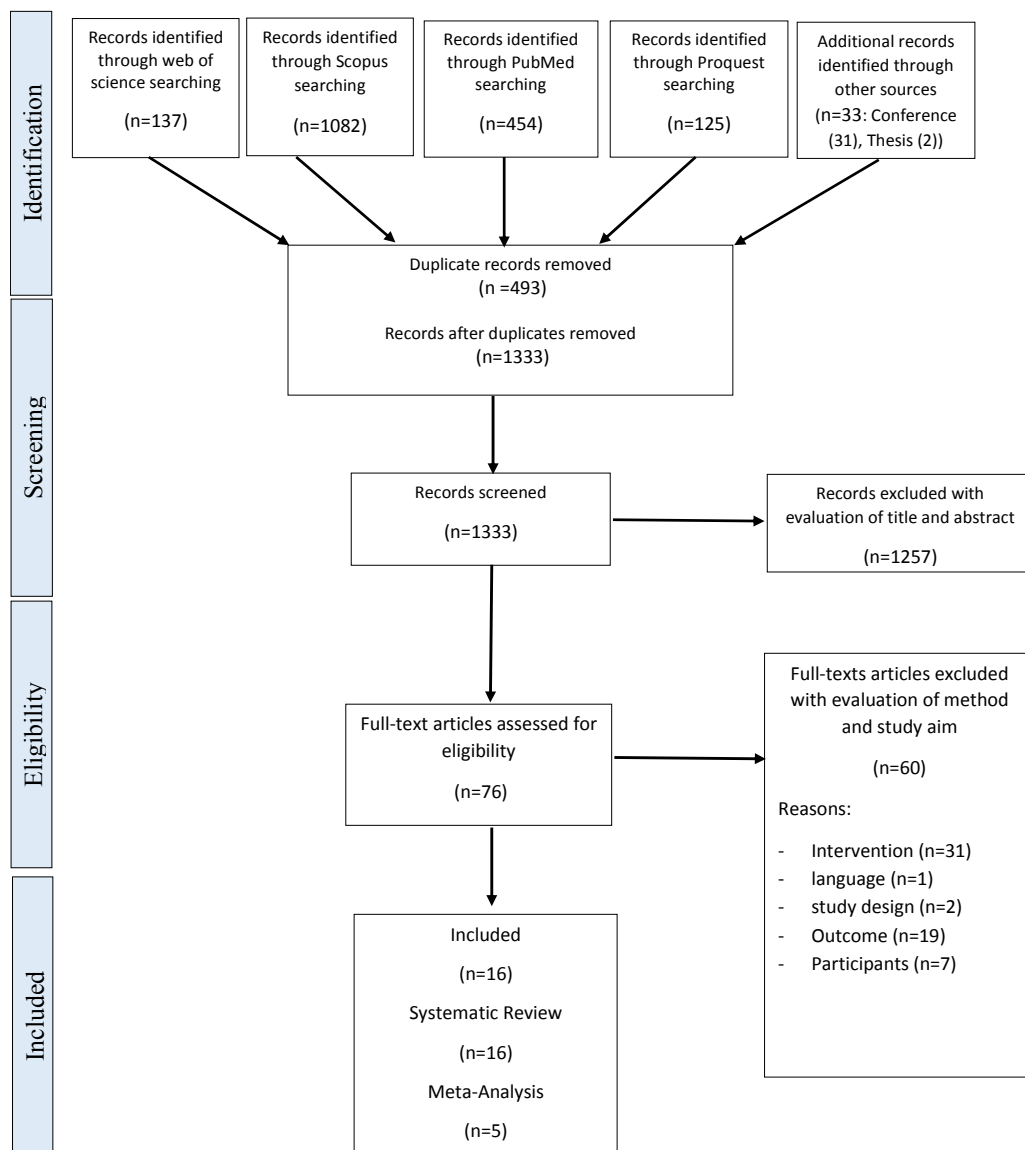 Identification
Records identified
through web of
science searching
(n=137)
Records identified
through Scopus
searching
(n=1082)
Records identified
through PubMed
searching
(n=454)
Records identified
through Proquest
searching
(n=125)
Additional records
identified through
other sources
(n=33: Conference
(31), Thesis (2))
Duplicate records removed
(n =493)
Records after duplicates removed
(n=1333)
Screening
Records screened
(n=1333)
Records excluded with
evaluation of title and abstract
(n=1257)
Eligibility
Full-text articles assessed for
eligibility
(n=76)
Full-texts articles excluded
with evaluation of method
and study aim
(n=60)
Reasons:
- Intervention (n=31)
- language (n=1)
- study design (n=2)
- Outcome (n=19)
- Participants (n=7)
Included
Included
(n=16)
Systematic Review
(n=16)
Meta-Analysis
(n=5)